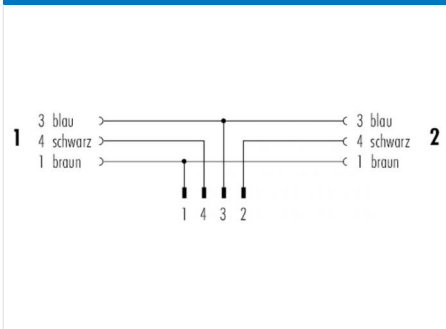 3 blau 3 blau
1 4 schwarz 4 schwarz 2
1 braun 1 braun
1 4 3 2